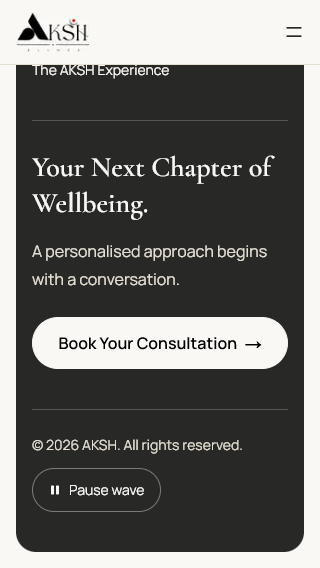 AKSH
The AKSH Experience
Your Next Chapter of
Wellbeing.
A personalised approach begins
with a conversation.
Book Your Consultation →
© 2026 AKSH. All rights reserved.
Pause wave